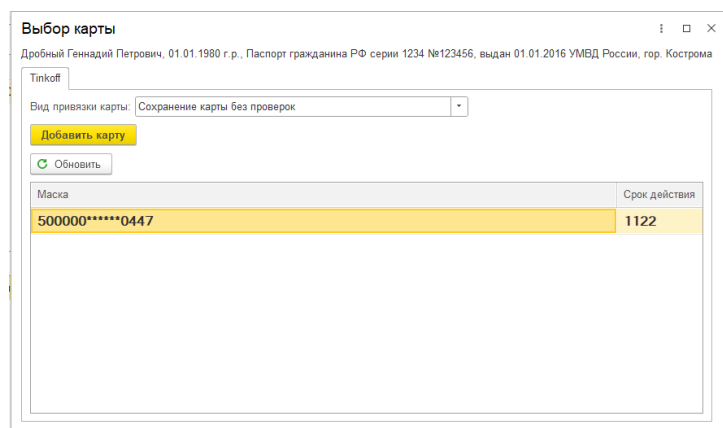 Выбор карты
Дробный Геннадий Петрович, 01.01.1980 г.р., Паспорт гражданина РФ серии 1234 №123456, выдан 01.01.2016 УМВД России, гор. Кострома
Tinkoff
Вид привязки карты: Сохранение карты без проверок
Добавить карту
Обновить
Маска Срок действия
500000******0447 1122